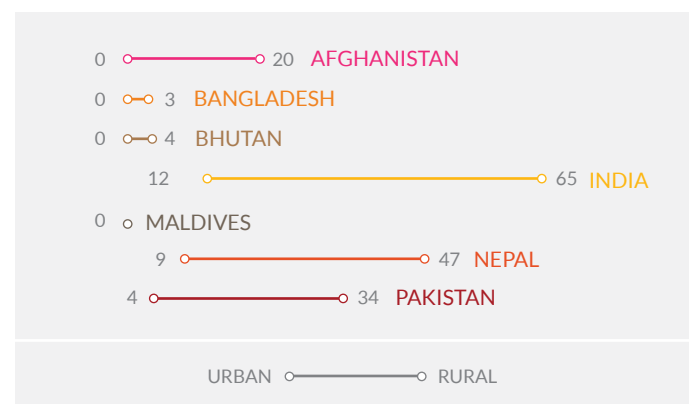 0 20 AFGHANISTAN
0 3 BANGLADESH
0 4 BHUTAN
12 65 INDIA
0 MALDIVES
9 47 NEPAL
4 34 PAKISTAN
URBAN RURAL